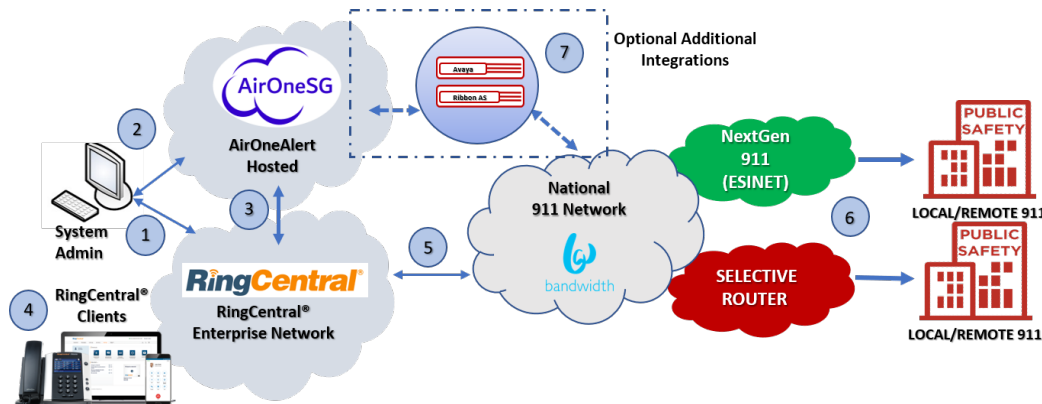 AirOneSG
AirOneAlert
Hosted
Avaya
Ribbon AS
7
Optional Additional
Integrations
2
System
Admin
1
3
RingCentral®
RingCentral®
Enterprise Network
4
RingCentral®
Clients
5
National
911 Network
bandwidth
NextGen
911
(ESINET)
SELECTIVE
ROUTER
6
PUBLIC
SAFETY
LOCAL/REMOTE 911
PUBLIC
SAFETY
LOCAL/REMOTE 911